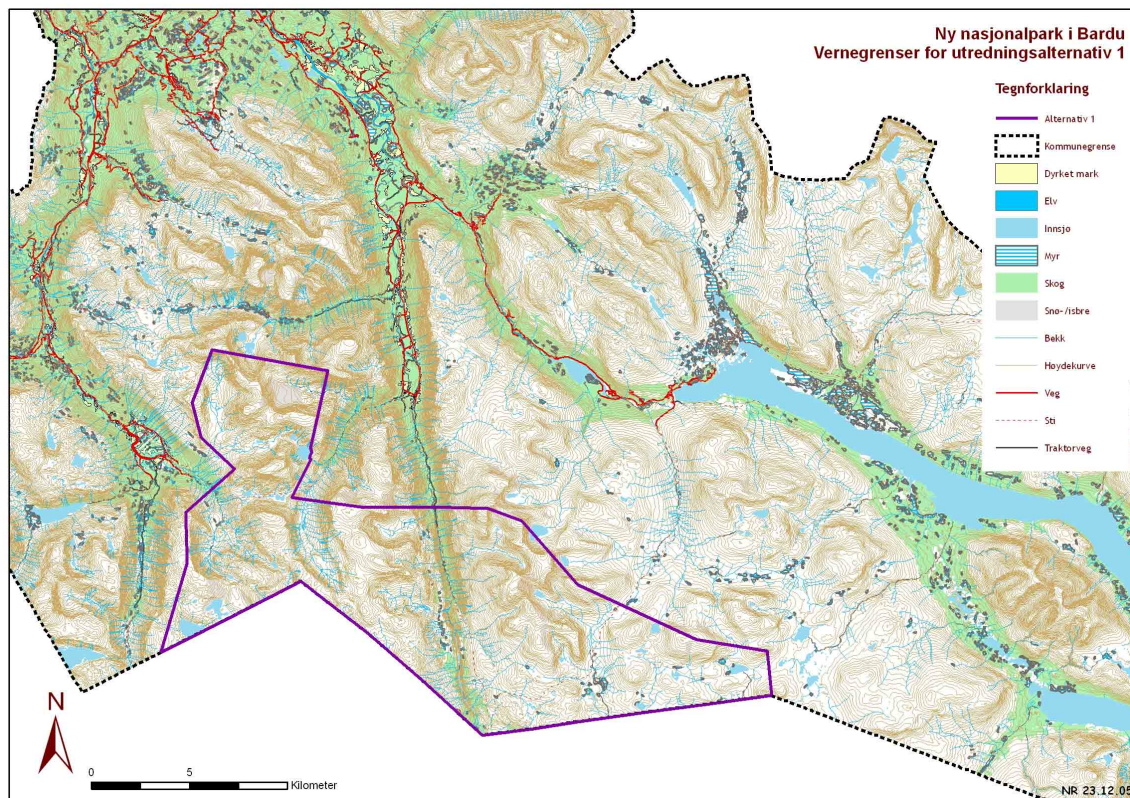 Ny nasjonalpark i Bardu
Vernegrenser for utredningsalternativ 1
Tegnforklaring
Alternativ 1
Kommunegrense
Dyrket mark
Elv
Innsjø
Myr
Skog
Snø-/isbre
Bekk
Høydekurve
Veg
Sti
Traktorveg
N
0 5
Kilometer
NR 23.12.05